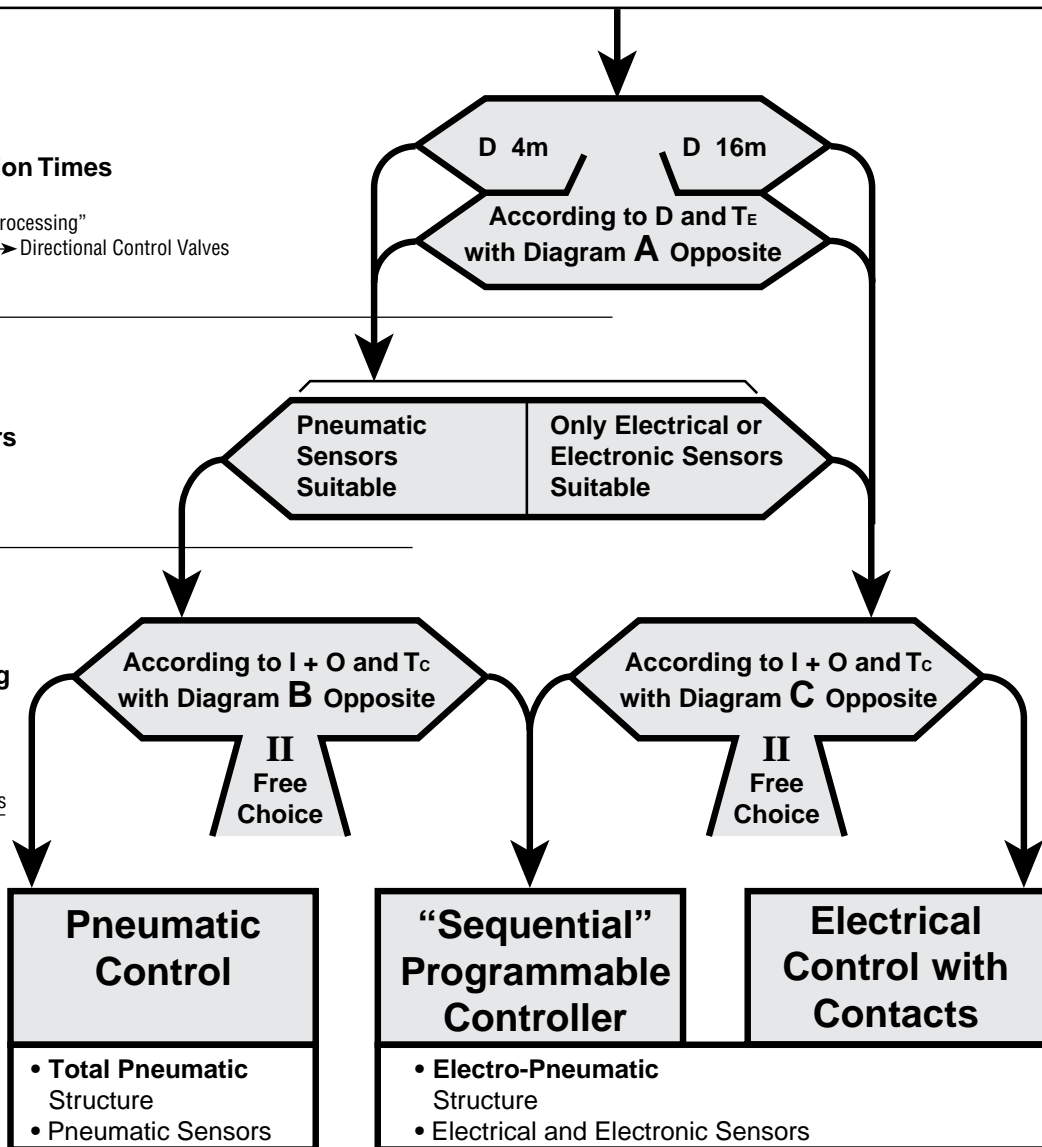 D 4m
D 16m
on Times
rocessing”
➤ Directional Control Valves
According to D and TE
with Diagram A Opposite
rs
Pneumatic
Sensors
Suitable
Only Electrical or
Electronic Sensors
Suitable
g
According to I + O and TC
with Diagram B Opposite
II
Free
Choice
According to I + O and TC
with Diagram C Opposite
II
Free
Choice
s
Pneumatic
Control
“Sequential”
Programmable
Controller
Electrical
Control with
Contacts
• Total Pneumatic
Structure
• Pneumatic Sensors
• Electro-Pneumatic
Structure
• Electrical and Electronic Sensors